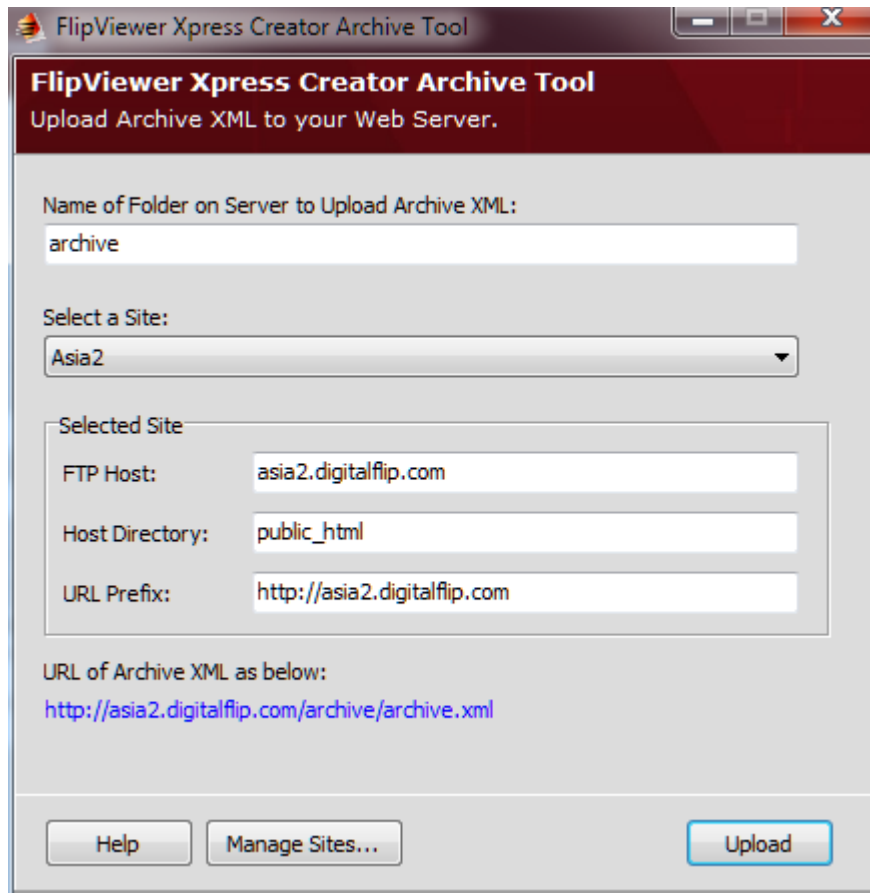 FlipViewer Xpress Creator Archive Tool
FlipViewer Xpress Creator Archive Tool
Upload Archive XML to your Web Server.
Name of Folder on Server to Upload Archive XML:
archive
Select a Site:
Asia2
Selected Site
FTP Host: asia2.digitalflip.com
Host Directory: public_html
URL Prefix: http://asia2.digitalflip.com
URL of Archive XML as below:
http://asia2.digitalflip.com/archive/archive.xml
Help Manage Sites... Upload